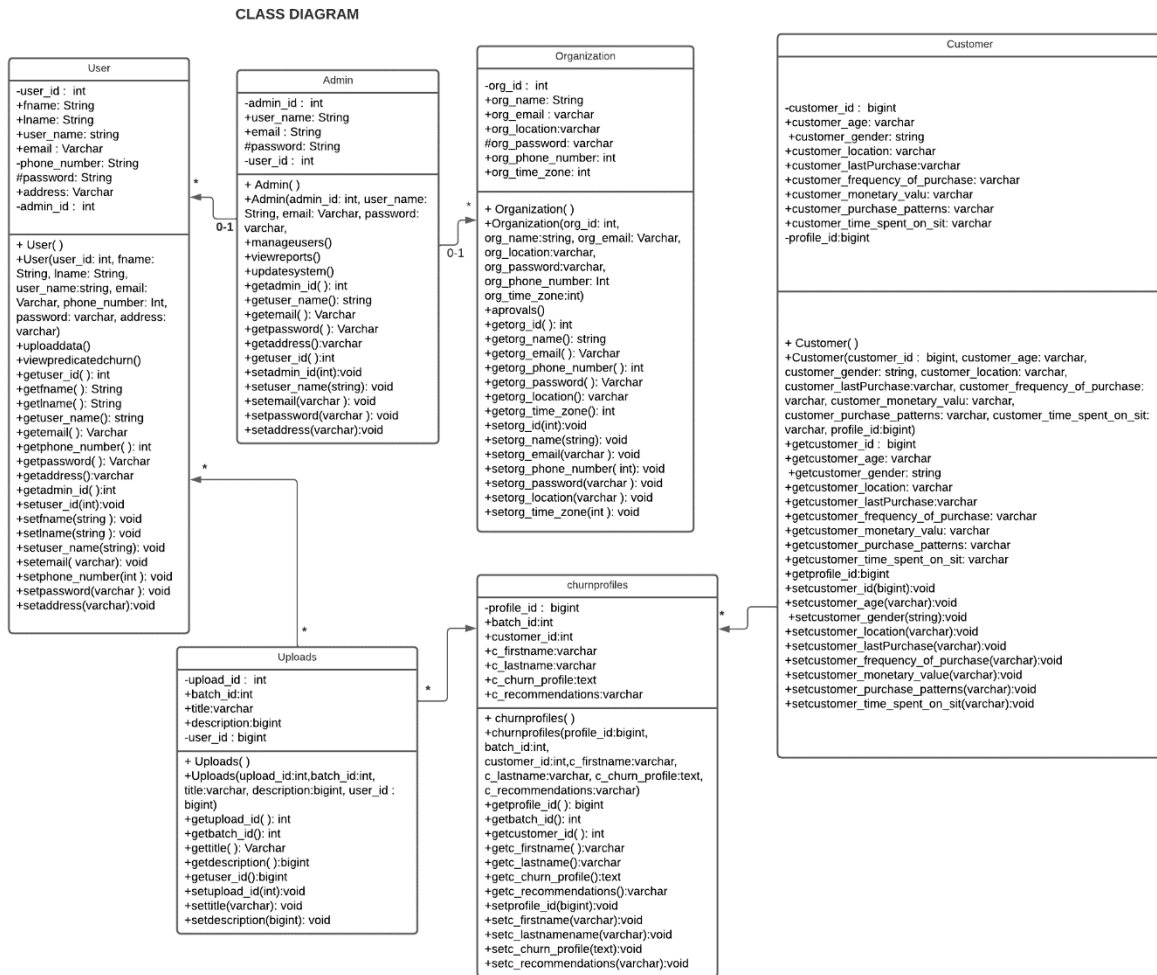 CLASS DIAGRAM
User
-user_id : int
+fname: String
+lname: String
+user_name: string
+email : Varchar
-phone_number: String
#password: String
+address: Varchar
-admin_id : int
+ User( )
+User(user_id: int, fname:
String, lname: String,
user_name:string, email:
Varchar, phone_number: Int,
password: varchar, address:
varchar)
+uploaddata()
+viewpredicatedchurn()
+getuser_id( ): int
+getfname( ): String
+getlname( ): String
+getuser_name(): string
+getemail( ): Varchar
+getphone_number( ): int
+getpassword( ): Varchar
+getaddress():varchar
+getadmin_id( ):int
+setuser_id(int):void
+setfname(string ): void
+setlname(string ): void
+setuser_name(string): void
+setemail( varchar): void
+setphone_number(int ): void
+setpassword(varchar ): void
+setaddress(varchar):void
*
0-1
Admin
-admin_id : int
+user_name: String
+email : String
#password: String
-user_id : int
+ Admin( )
+Admin(admin_id: int, user_name:
String, email: Varchar, password:
varchar,
+manageusers()
+viewreports()
+updatesystem()
+getadmin_id( ): int
+getuser_name(): string
+getemail( ): Varchar
+getpassword( ): Varchar
+getaddress():varchar
+getuser_id( ):int
+setadmin_id(int):void
+setuser_name(string): void
+setemail(varchar ): void
+setpassword(varchar ): void
+setaddress(varchar):void
*
0-1
Organization
-org_id : int
+org_name: String
+org_email : varchar
+org_location:varchar
#org_password: varchar
+org_phone_number: int
+org_time_zone: int
+ Organization( )
+Organization(org_id: int,
org_name:string, org_email: Varchar,
org_location:varchar,
org_password:varchar,
org_phone_number: Int
org_time_zone:int)
+aprovals()
+getorg_id( ): int
+getorg_name(): string
+getorg_email( ): Varchar
+getorg_phone_number( ): int
+getorg_password( ): Varchar
+getorg_location(): varchar
+getorg_time_zone(): int
+setorg_id(int):void
+setorg_name(string): void
+setorg_email(varchar ): void
+setorg_phone_number( int): void
+setorg_password(varchar ): void
+setorg_location(varchar ): void
+setorg_time_zone(int ): void
Customer
-customer_id : bigint
+customer_age: varchar
+customer_gender: string
+customer_location: varchar
+customer_lastPurchase:varchar
+customer_frequency_of_purchase: varchar
+customer_monetary_valu: varchar
+customer_purchase_patterns: varchar
+customer_time_spent_on_sit: varchar
-profile_id:bigint
+ Customer( )
+Customer(customer_id : bigint, customer_age: varchar,
customer_gender: string, customer_location: varchar,
customer_lastPurchase:varchar, customer_frequency_of_purchase:
varchar, customer_monetary_valu: varchar,
customer_purchase_patterns: varchar, customer_time_spent_on_sit:
varchar, profile_id:bigint)
+getcustomer_id : bigint
+getcustomer_age: varchar
+getcustomer_gender: string
+getcustomer_location: varchar
+getcustomer_lastPurchase:varchar
+getcustomer_frequency_of_purchase: varchar
+getcustomer_monetary_valu: varchar
+getcustomer_purchase_patterns: varchar
+getcustomer_time_spent_on_sit: varchar
+getprofile_id:bigint
+setcustomer_id(bigint):void
+setcustomer_age(varchar):void
+setcustomer_gender(string):void
+setcustomer_location(varchar):void
+setcustomer_lastPurchase(varchar):void
+setcustomer_frequency_of_purchase(varchar):void
+setcustomer_monetary_value(varchar):void
+setcustomer_purchase_patterns(varchar):void
+setcustomer_time_spent_on_sit(varchar):void
*
*
Uploads
-upload_id : int
+batch_id:int
+title:varchar
+description:bigint
-user_id : bigint
+ Uploads( )
+Uploads(upload_id:int,batch_id:int,
title:varchar, description:bigint, user_id :
bigint)
+getupload_id( ): int
+getbatch_id(): int
+gettitle( ): Varchar
+getdescription( ):bigint
+getuser_id():bigint
+setupload_id(int):void
+settitle(varchar): void
+setdescription(bigint): void
*
churnprofiles
-profile_id : bigint
+batch_id:int
+customer_id:int
+c_firstname:varchar
+c_lastname:varchar
+c_churn_profile:text
+c_recommendations:varchar
+ churnprofiles( )
+churnprofiles(profile_id:bigint,
batch_id:int,
customer_id:int,c_firstname:varchar,
c_lastname:varchar, c_churn_profile:text,
c_recommendations:varchar)
+getprofile_id( ): bigint
+getbatch_id(): int
+getcustomer_id( ): int
+getc_firstname( ):varchar
+getc_lastname():varchar
+getc_churn_profile():text
+getc_recommendations():varchar
+setprofile_id(bigint):void
+setc_firstname(varchar):void
+setc_lastnamename(varchar):void
+setc_churn_profile(text):void
+setc_recommendations(varchar):void
*